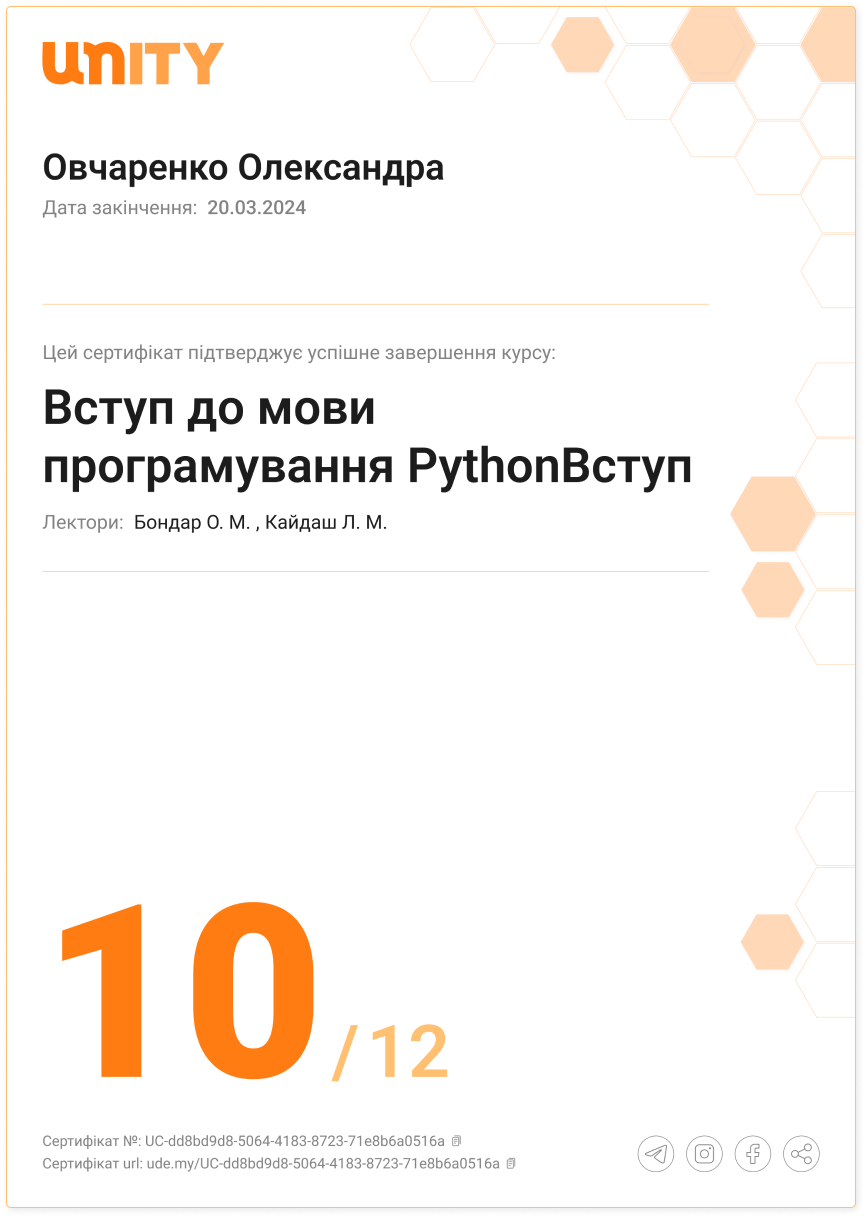 UNITY
Овчаренко Олександра
Дата закінчення: 20.03.2024
Цей сертифікат підтверджує успішне завершення курсу:
Вступ до мови
програмування PythonВступ
Лектори: Бондар О. М. , Кайдаш Л. М.
10 / 12
Сертифікат №: UC-dd8bd9d8-5064-4183-8723-71e8b6a0516a
Сертифікат url: ude.my/UC-dd8bd9d8-5064-4183-8723-71e8b6a0516a